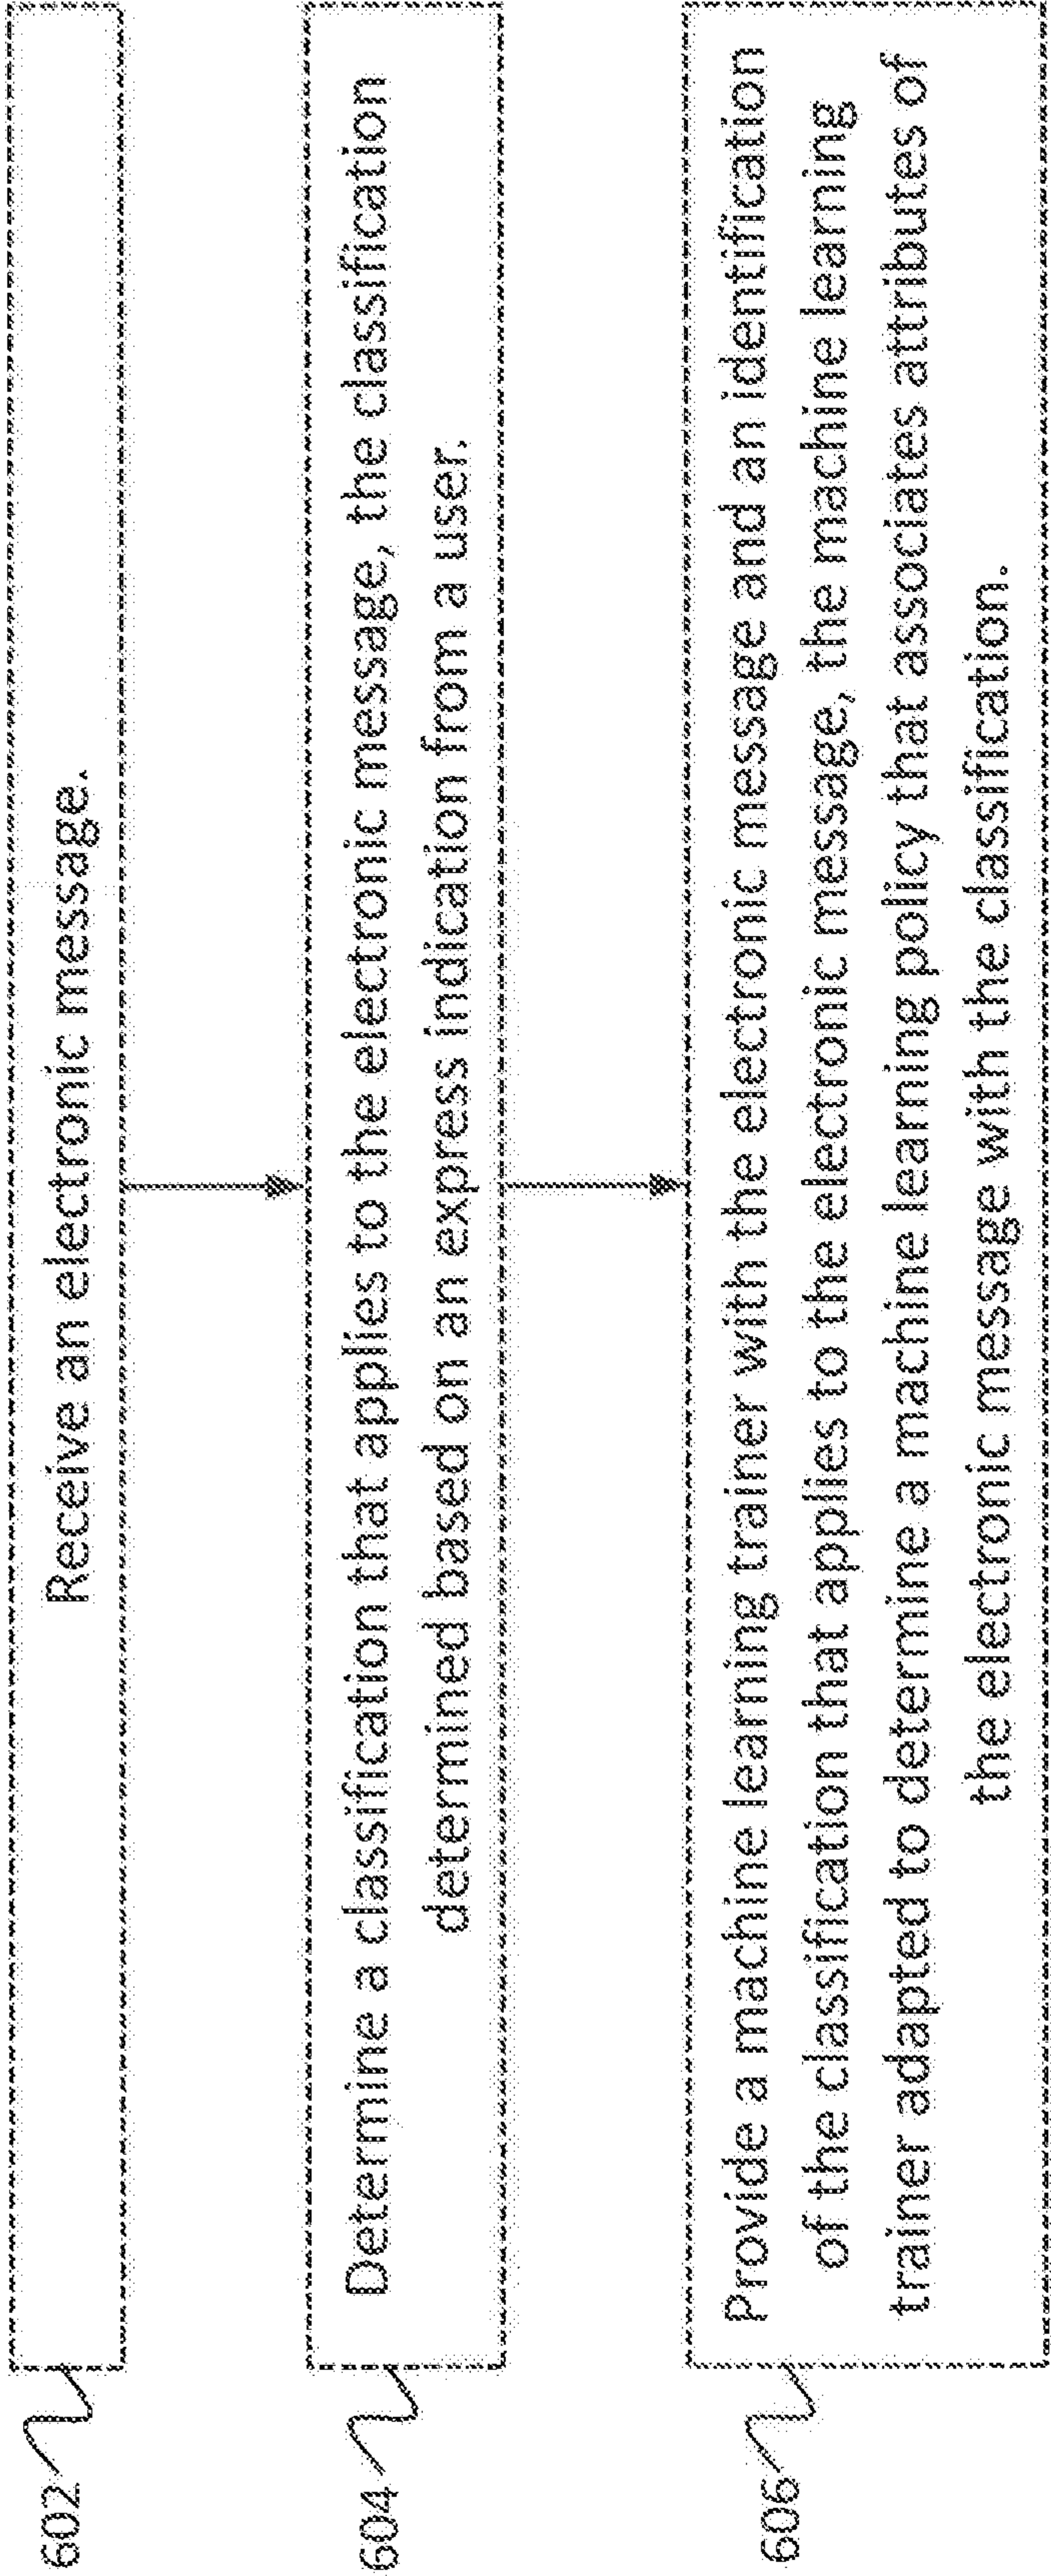 602
Receive an electronic message.
604
Determine a classification that applies to the electronic message, the classification
determined based on an express indication from a user.
606
Provide a machine learning trainer with the electronic message and an identification
of the classification that applies to the electronic message, the machine learning
trainer adapted to determine a machine learning policy that associates attributes of
the electronic message with the classification.